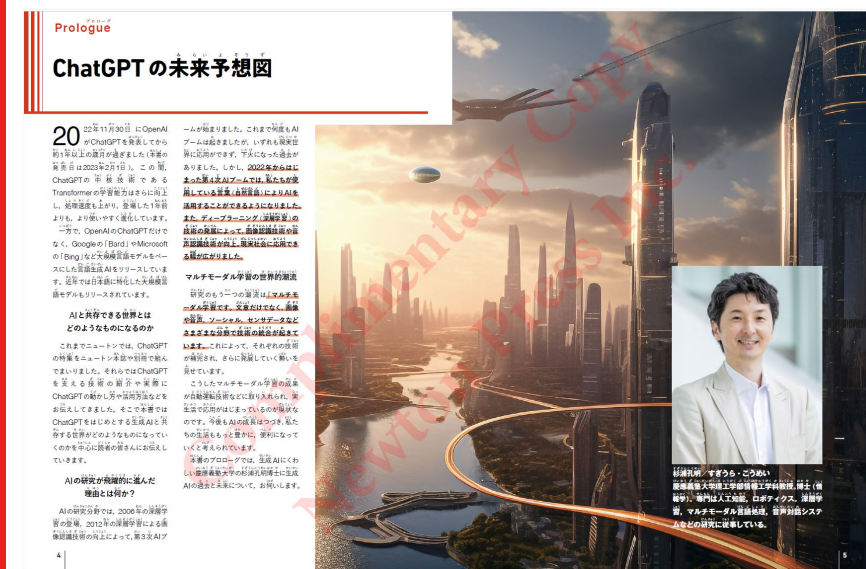 プロローグ
Prologue
みらいよそうず
ChatGPTの未来予想図
2022年11月30日 にOpenAI
がChatGPTを発表してから
約1年以上の歳月が過ぎました(本書の
発売日は2023年2月1日)。この間,
ChatGPTの中核技術である
Transformerの学習能力はさらに向上
し,処理速度も上がり,登場した1年前
よりも,より使いやすく進化しています。
一方で,OpenAIのChatGPTだけで
なく,Googleの「Bard」やMicrosoft
の「Bing」など大規模言語モデルをベー
スにした言語生成AIをリリースしていま
す。近年では日本語に特化した大規模言
語モデルもリリースされています。
AIと共存できる世界とは
どのようなものになるのか
これまでニュートンでは,ChatGPT
の特集をニュートン本誌や別冊で組ん
でまいりました。それらではChatGPT
を支える技術の紹介や実際に
ChatGPTの動かし方や活用方法などを
お伝えしてきました。そこで本書では
ChatGPTをはじめとする生成AIと共
存する世界がどのようなものになってい
くのかを中心に読者の皆さんにお伝えし
ていきます。
AIの研究が飛躍的に進んだ
理由とは何か?
AIの研究分野では,2006年の深層学
習の登場,2012年の深層学習による画
像認識技術の向上によって,第3次AIブ
ームが始まりました。これまで何度もAI
ブームは起きましたが,いずれも現実世
界に応用ができず,下火になった過去が
ありました。しかし,2022年からはじ
まった第4次AIブームでは,私たちが使
用している言葉(自然言語)によりAIを
活用することができるようになりました。
また,ディープラーニング(深層学習)の
技術の発展によって,画像認識技術や音
声認識技術が向上,現実社会に応用でき
る幅が広がりました。
マルチモーダル学習の世界的潮流
研究のもう一つの潮流は『マルチモ
ーダル学習です。文章だけでなく,画像
や音声,ソーシャル,センサデータなど
さまざまな分野で技術の統合が起きて
います。これによって,それぞれの技術
が補完され,さらに発展していく勢いを
見せています。
こうしたマルチモーダル学習の成果
が自動運転技術などに取り入れられ,実
生活で応用がはじまっているのが現状な
のです。今後もAIの成長はつづき,私た
ちの生活ももっと豊かに,便利になって
いくと考えられています。
本書のプロローグでは,生成AIにくわ
しい慶應義塾大学の杉浦孔明博士に生成
AIの過去と未来について,お伺いします。
杉浦孔明/すぎうら・こうめい
慶應義塾大学理工学部情報工学科教授,博士(情
報学)。専門は人工知能,ロボティクス,深層学
習,マルチモーダル言語処理,音声対話システ
ムなどの研究に従事している。
4
5
Complimentary Copy
Newton Press Inc.